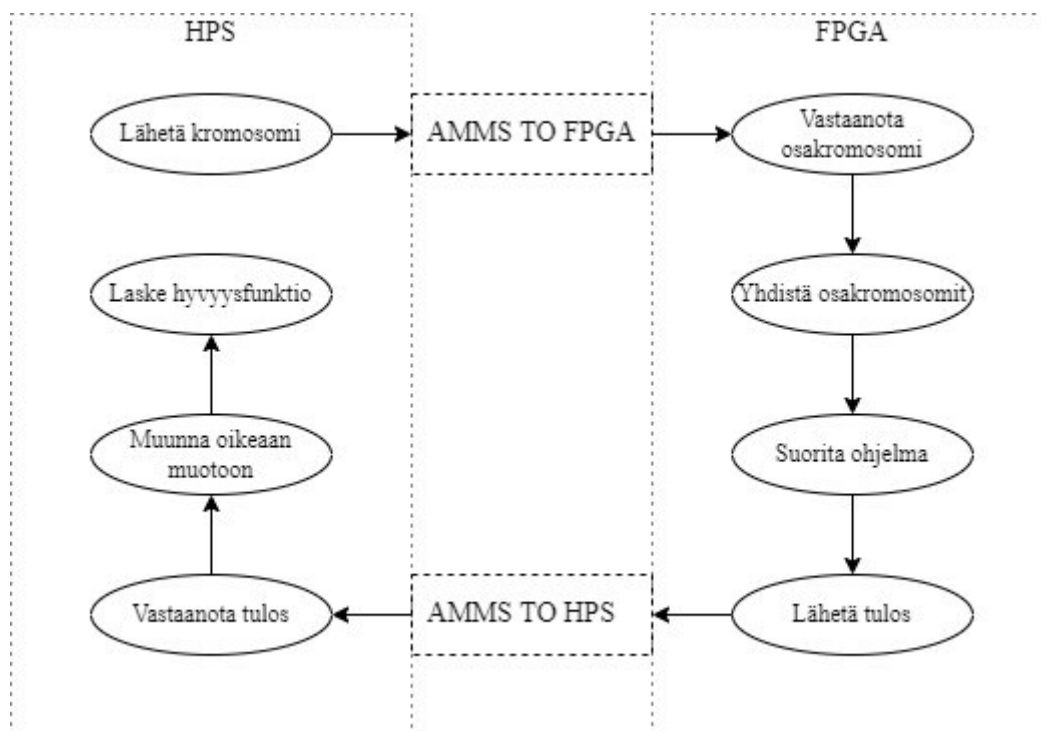 HPS
FPGA
Lähetä kromosomi
AMMS TO FPGA
Vastaanota
osakromosomi
Laske hyvyysfunktio
Yhdistä osakromosomit
Muunna oikeaan
muotoon
Suorita ohjelma
Vastaanota tulos
AMMS TO HPS
Lähetä tulos